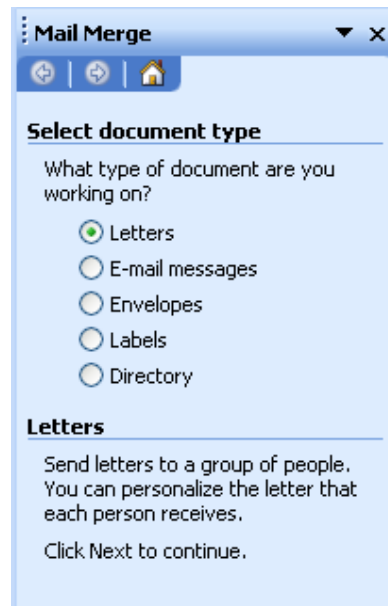 Mail Merge
Select document type
What type of document are you
working on?
Letters
E-mail messages
Envelopes
Labels
Directory
Letters
Send letters to a group of people.
You can personalize the letter that
each person receives.
Click Next to continue.